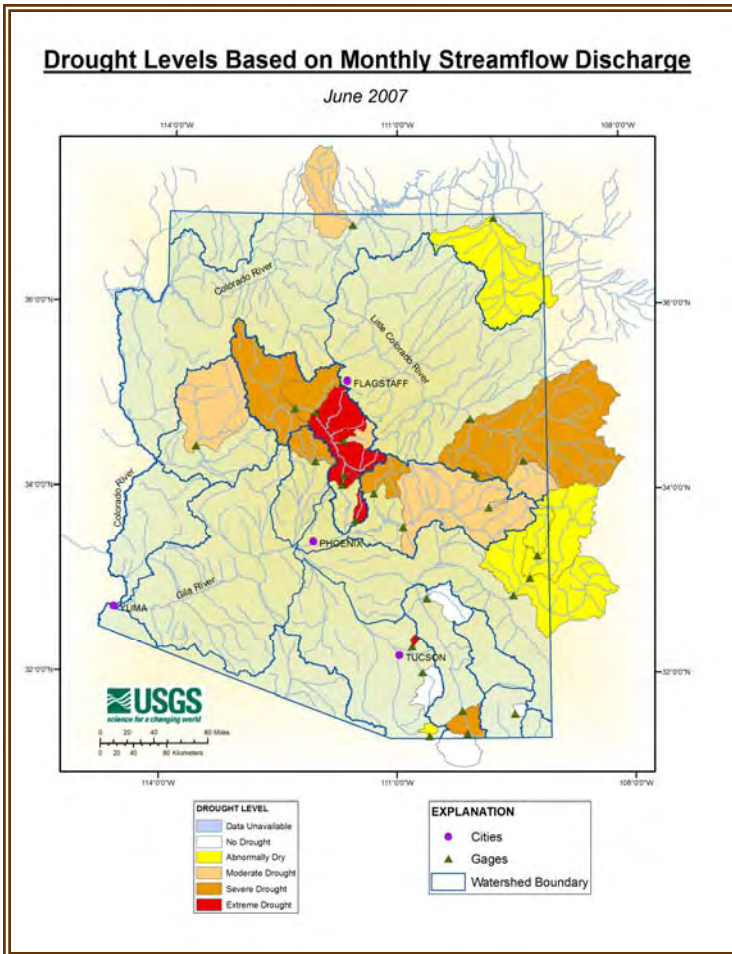 Drought Levels Based on Monthly Streamflow Discharge
June 2007
114°0'0"W 111°0'0"W 108°0'0"W
36°0'0"N 36°0'0"N
Colorado River
Little Colorado River
FLAGSTAFF
34°0'0"N 34°0'0"N
Colorado River
PHOENIX
Gila River
YUMA
TUCSON
32°0'0"N 32°0'0"N
USGS
science for a changing world
0 20 40 80 Miles
0 20 40 80 Kilometers
114°0'0"W 111°0'0"W 108°0'0"W
DROUGHT LEVEL
Data Unavailable
No Drought
Abnormally Dry
Moderate Drought
Severe Drought
Extreme Drought
EXPLANATION
Cities
Gages
Watershed Boundary